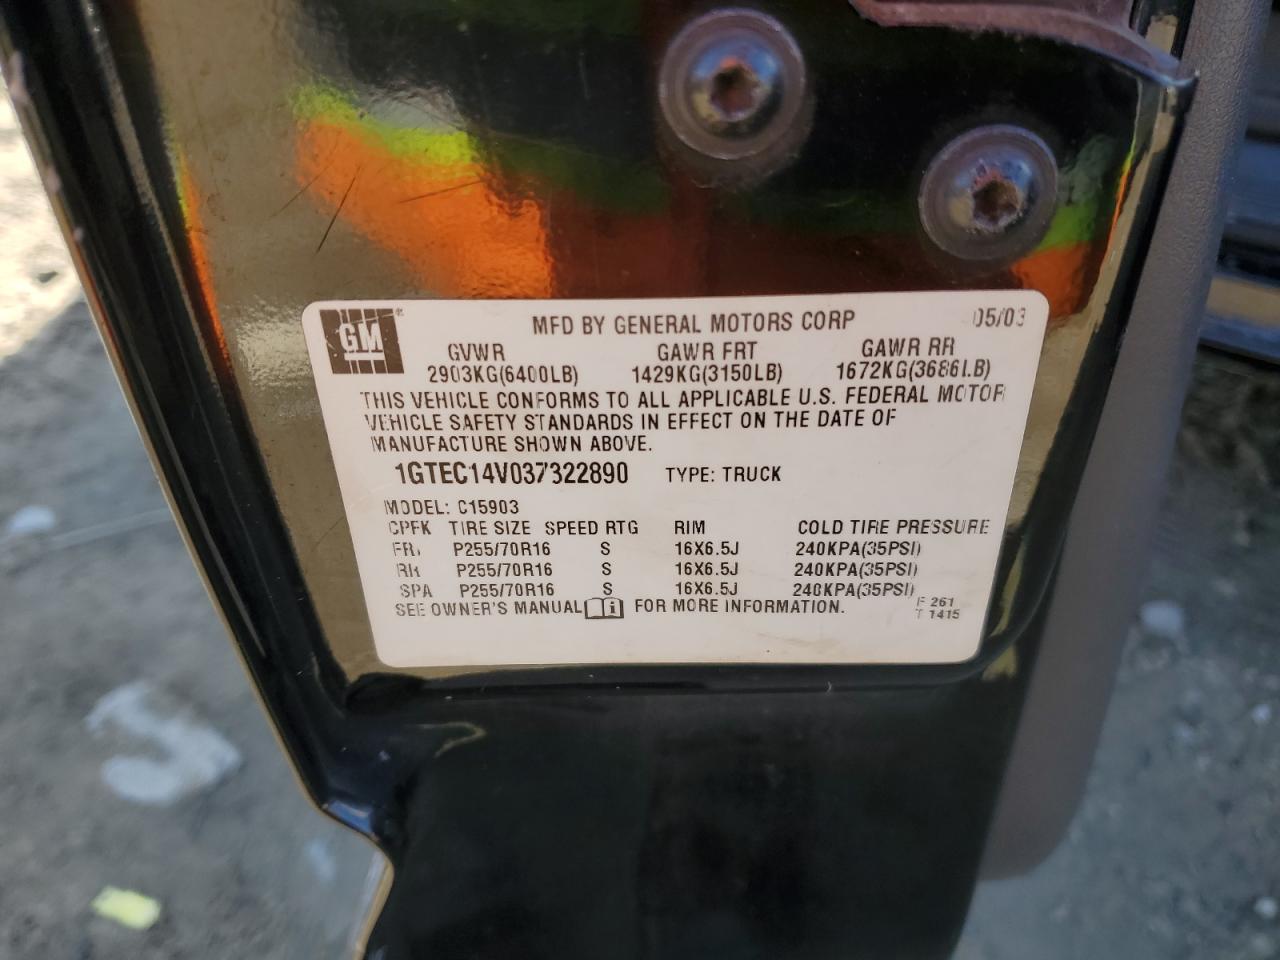 GM®
MFD BY GENERAL MOTORS CORP 05/03
GVWR GAWR FRT GAWR RR
2903KG(6400LB) 1429KG(3150LB) 1672KG(3686LB)
THIS VEHICLE CONFORMS TO ALL APPLICABLE U.S. FEDERAL MOTOR
VEHICLE SAFETY STANDARDS IN EFFECT ON THE DATE OF
MANUFACTURE SHOWN ABOVE.
1GTEC14V037322890 TYPE: TRUCK
MODEL: C15903
TIRE SIZE SPEED RTG RIM COLD TIRE PRESSURE
P255/70R16 S 16X6.5J 240KPA(35PSI)
P255/70R16 S 16X6.5J 240KPA(35PSI)
SPA P255/70R16 S 16X6.5J 240KPA(35PSI)
SEE OWNER'S MANUAL i FOR MORE INFORMATION.
F 261
T 1415